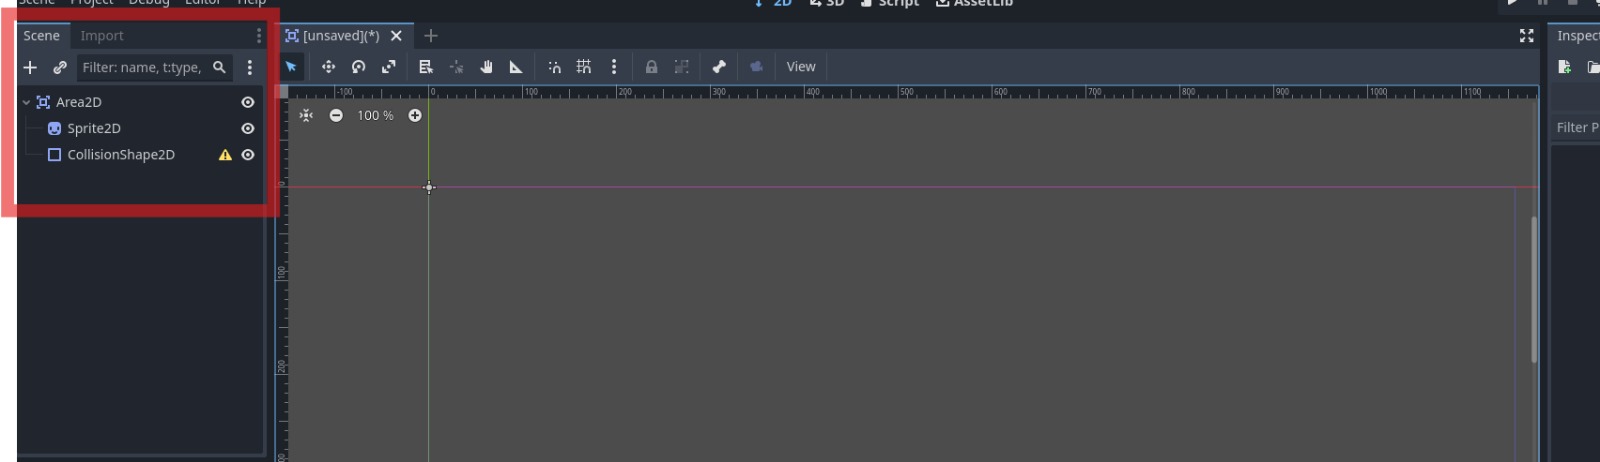 Scene Project Debug Editor Help
2D 3D Script AssetLib
Scene Import
[unsaved](*)
Inspec
Filter: name, t:type,
View
-100 0 100 200 300 400 500 600 700 800 900 1000 1100
Area2D
100 %
Sprite2D
Filter P
CollisionShape2D
0
100
200